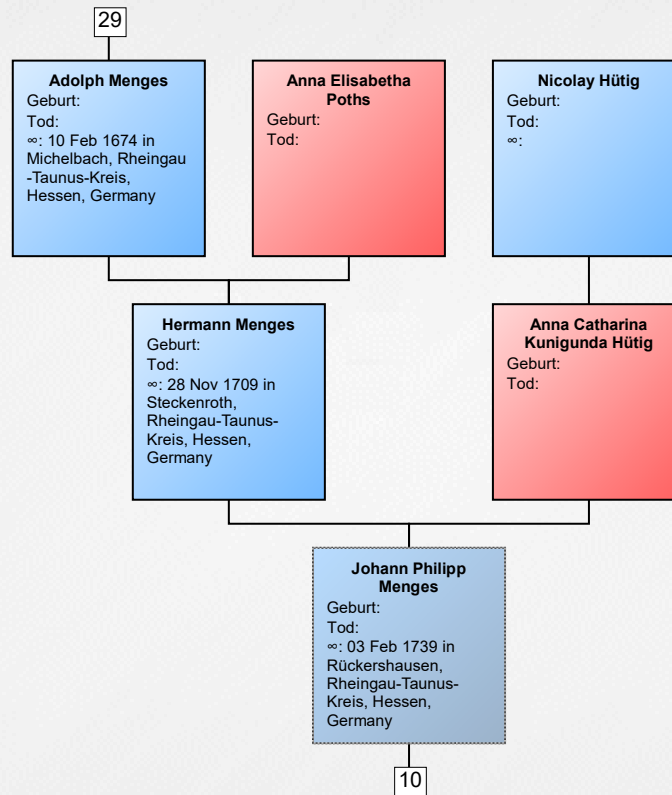 29
Adolph Menges
Geburt:
Tod:
∞: 10 Feb 1674 in
Michelbach, Rheingau
-Taunus-Kreis,
Hessen, Germany
Anna Elisabetha
Poths
Geburt:
Tod:
Nicolay Hütig
Geburt:
Tod:
∞:
Hermann Menges
Geburt:
Tod:
∞: 28 Nov 1709 in
Steckenroth,
Rheingau-Taunus-
Kreis, Hessen,
Germany
Anna Catharina
Kunigunda Hütig
Geburt:
Tod:
Johann Philipp
Menges
Geburt:
Tod:
∞: 03 Feb 1739 in
Rückershausen,
Rheingau-Taunus-
Kreis, Hessen,
Germany
10